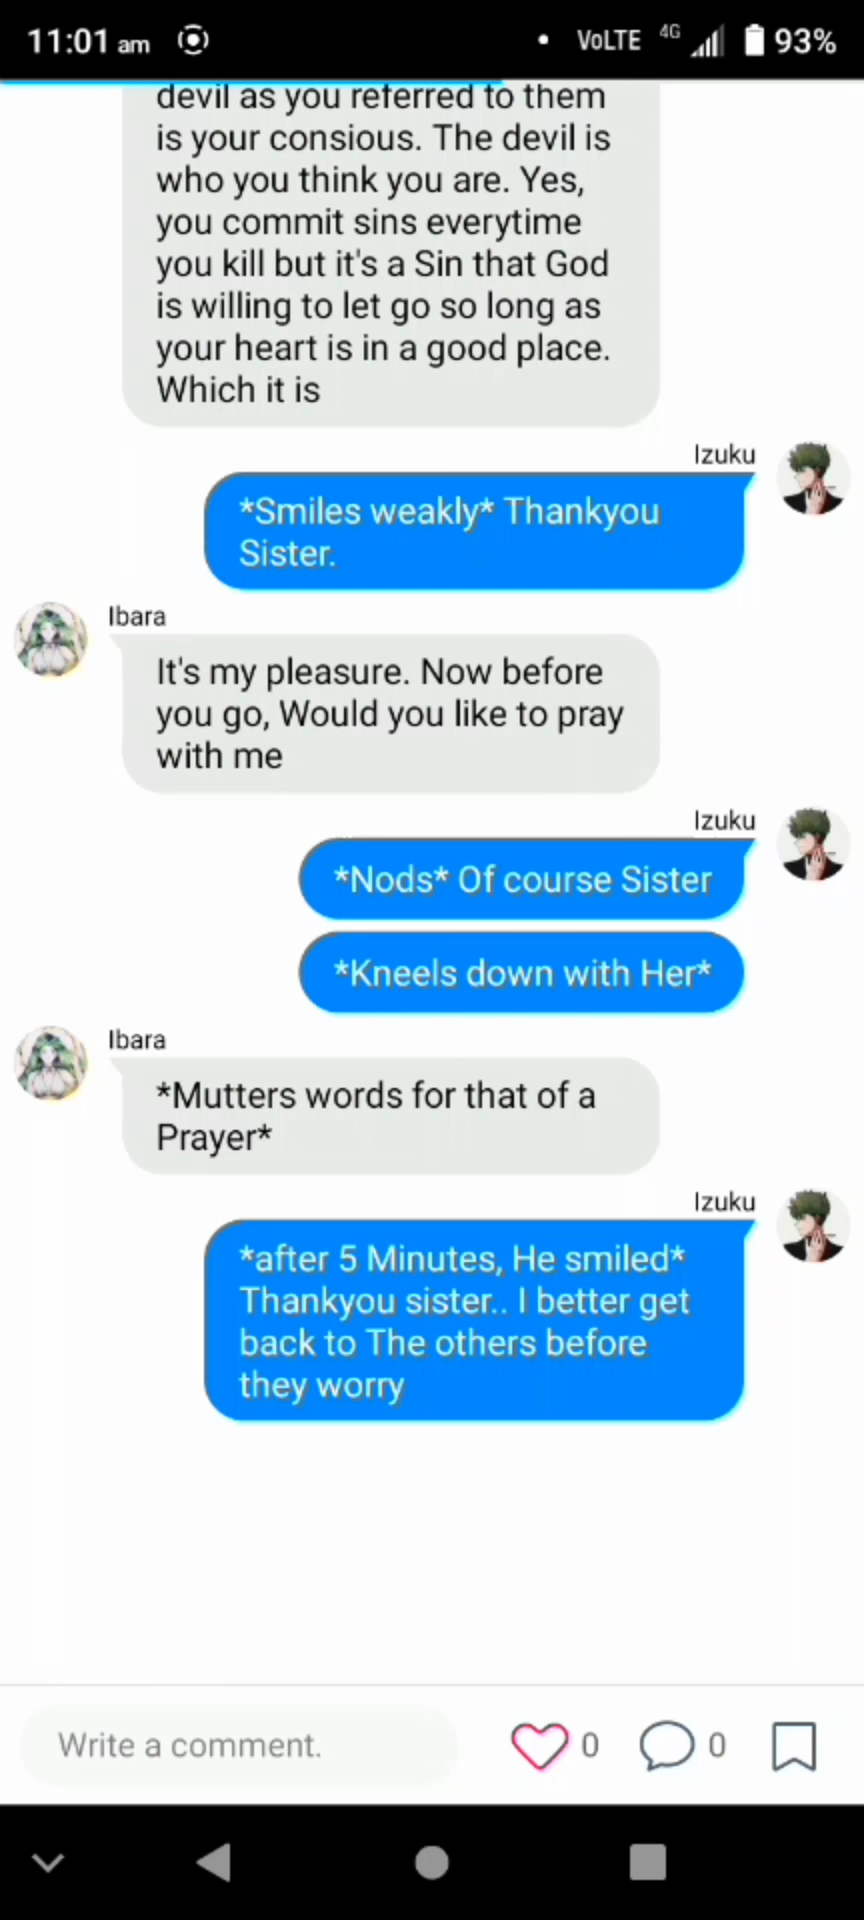 11:01 am
VoLTE 4G 93%
devil as you referred to them
is your consious. The devil is
who you think you are. Yes,
you commit sins everytime
you kill but it's a Sin that God
is willing to let go so long as
your heart is in a good place.
Which it is
Izuku
*Smiles weakly* Thankyou
Sister.
Ibara
It's my pleasure. Now before
you go, Would you like to pray
with me
Izuku
*Nods* Of course Sister
*Kneels down with Her*
Ibara
*Mutters words for that of a
Prayer*
Izuku
*after 5 Minutes, He smiled*
Thankyou sister.. I better get
back to The others before
they worry
Write a comment.
0
0